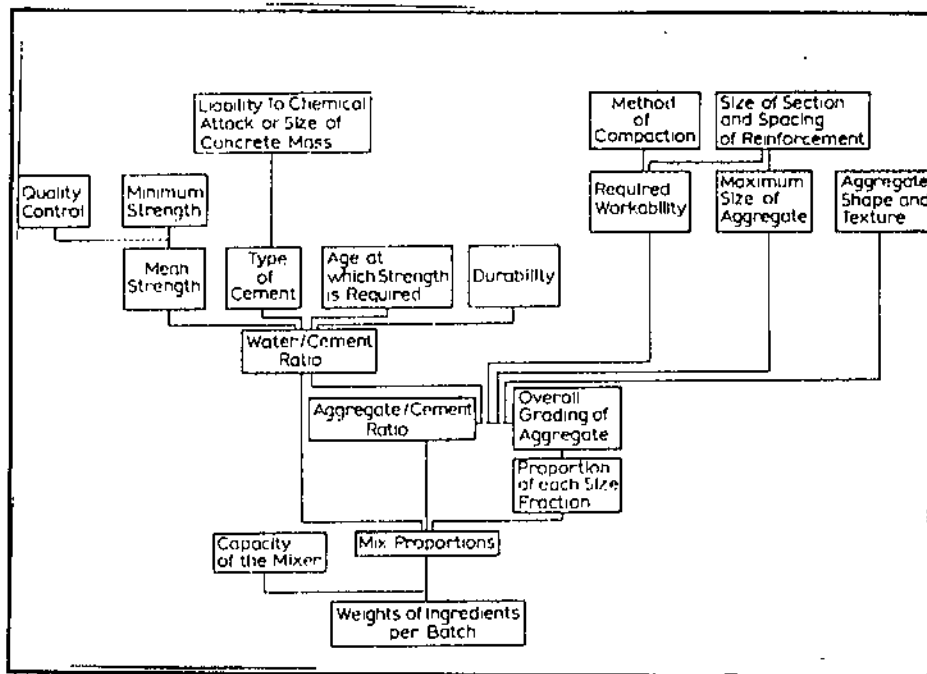 Liability To Chemical
Attack or Size of
Concrete Mass
Method
of
Compaction
Size of Section
and Spacing
of Reinforcement
Quality
Control
Minimum
Strength
Required
Workability
Maximum
Size of
Aggregate
Aggregate
Shape and
Texture
Mean
Strength
Type
of
Cement
Age at
which Strength
is Required
Durability
Water/Cement
Ratio
Aggregate/Cement
Ratio
Overall
Grading of
Aggregate
Proportion
of each Size
Fraction
Capacity
of the Mixer
Mix Proportions
Weights of Ingredients
per Batch